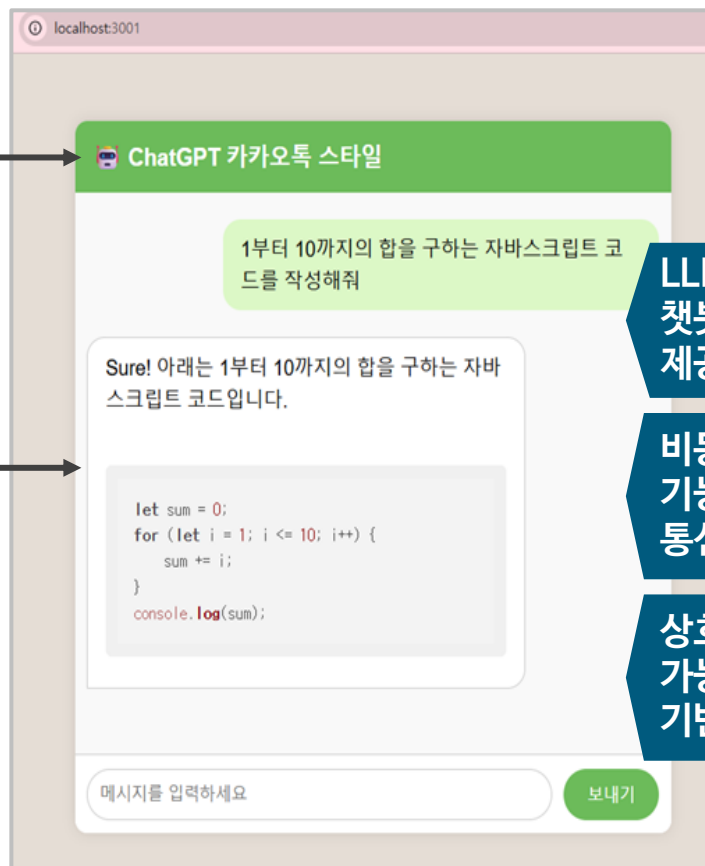 localhost:3001
ChatGPT 카카오톡 스타일
1부터 10까지의 합을 구하는 자바스크립트 코
드를 작성해줘
Sure! 아래는 1부터 10까지의 합을 구하는 자바
스크립트 코드입니다.
let sum = 0;
for (let i = 1; i <= 10; i++) {
    sum += i;
}
console.log(sum);
메시지를 입력하세요
보내기